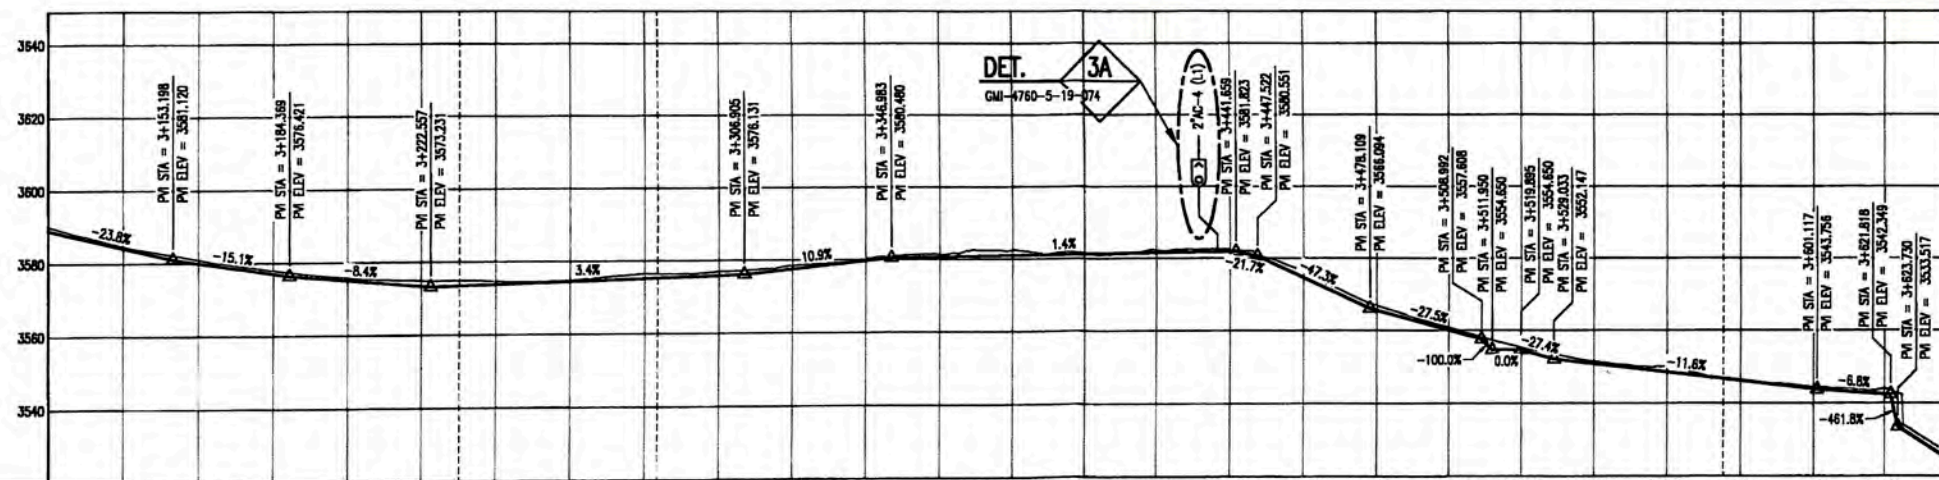 3640
3620
3600
3580
3560
3540
-23.8%
PVI STA = 3+153.198
PVI ELEV = 3581.120
-15.1%
PVI STA = 3+184.369
PVI ELEV = 3576.421
-8.4%
PVI STA = 3+222.557
PVI ELEV = 3573.231
3.4%
PVI STA = 3+306.905
PVI ELEV = 3576.131
10.9%
PVI STA = 3+346.983
PVI ELEV = 3580.480
1.4%
DET. 3A
GMI-4760-5-19-074
2"AC-4 (L1)
PVI STA = 3+441.659
PVI ELEV = 3581.823
-21.7%
PVI STA = 3+447.522
PVI ELEV = 3580.551
-47.3%
PVI STA = 3+478.109
PVI ELEV = 3566.094
-27.5%
PVI STA = 3+508.992
PVI ELEV = 3557.608
-100.0%
PVI STA = 3+511.950
PVI ELEV = 3554.650
0.0%
PVI STA = 3+519.895
PVI ELEV = 3554.650
-27.4%
PVI STA = 3+529.033
PVI ELEV = 3552.147
-11.6%
PVI STA = 3+601.117
PVI ELEV = 3543.756
-6.8%
PVI STA = 3+621.818
PVI ELEV = 3542.349
-461.8%
PVI STA = 3+623.730
PVI ELEV = 3533.517